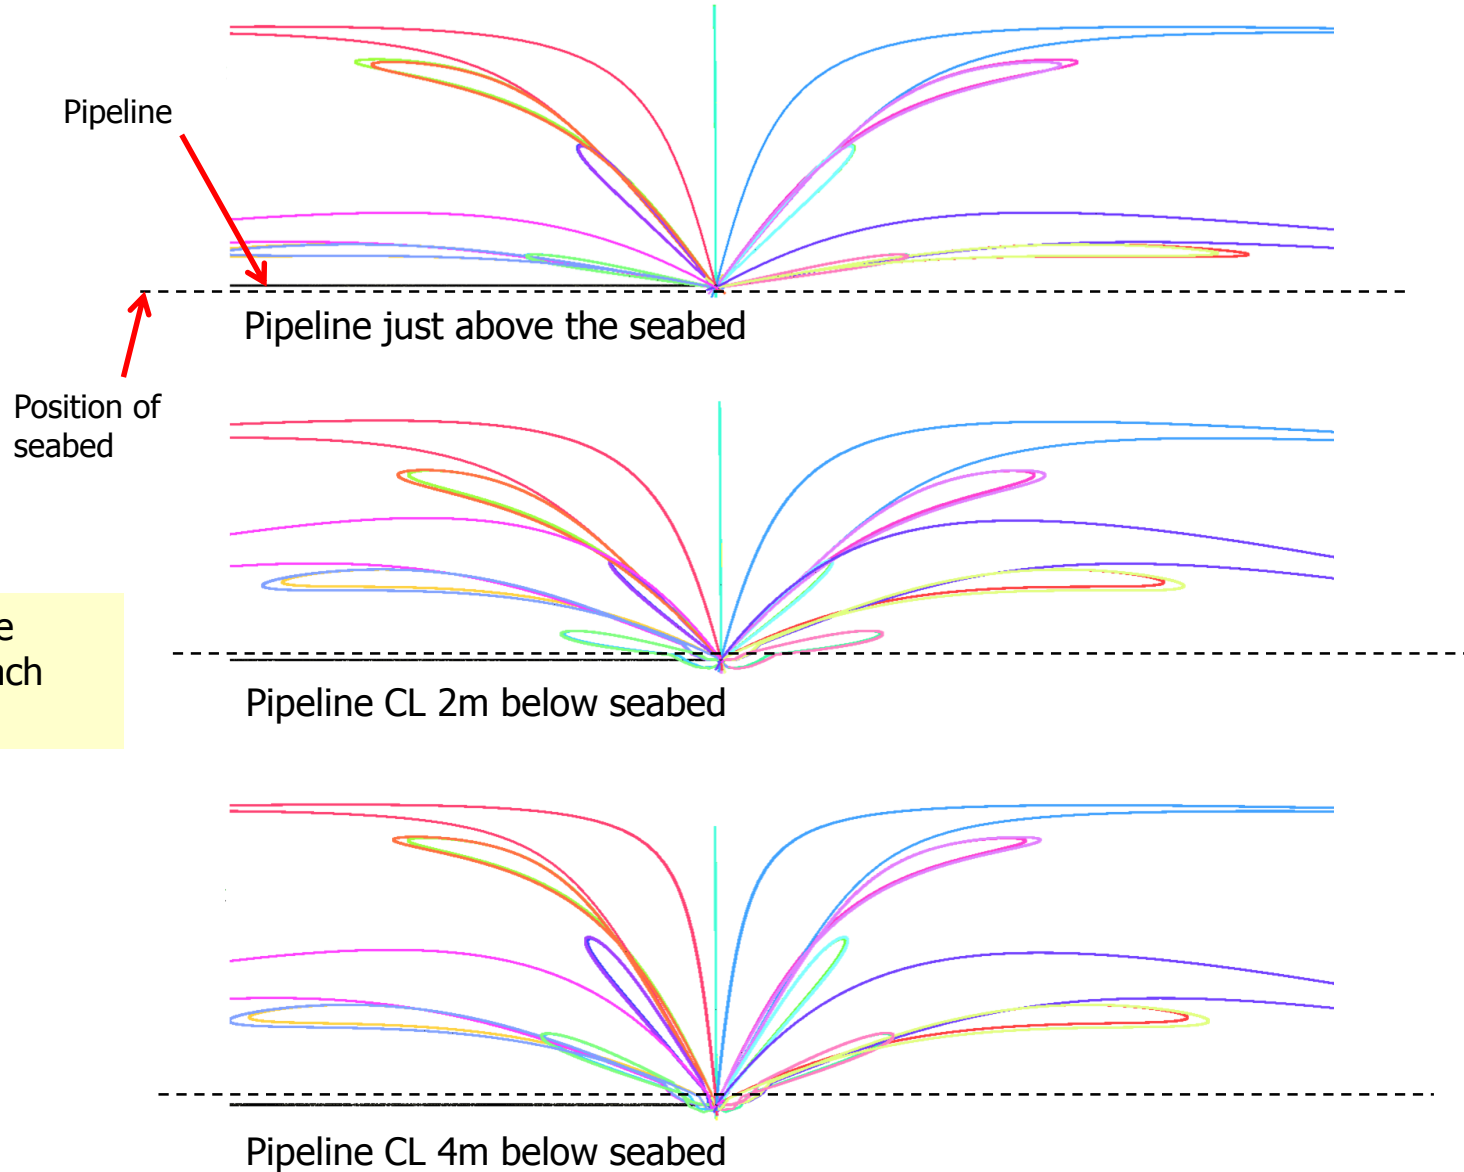 Pipeline
Pipeline just above the seabed
Position of
seabed
Pipeline CL 2m below seabed
Pipeline CL 4m below seabed